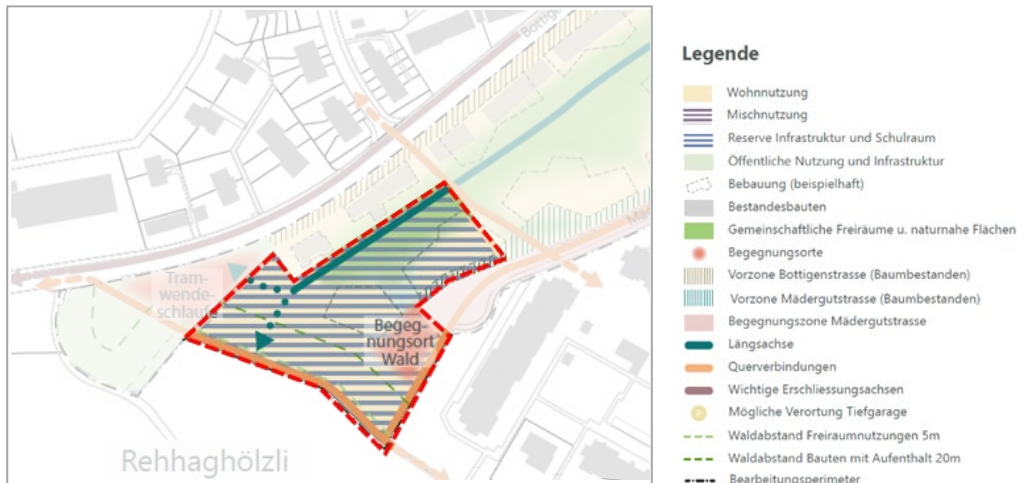 Bottig
Mä
Tram-
wende-
schlaufe
Begeg-
nungsort
Wald
Rehhaghölzli
Legende
Wohnnutzung
Mischnutzung
Reserve Infrastruktur und Schulraum
Öffentliche Nutzung und Infrastruktur
Bebauung (beispielhaft)
Bestandesbauten
Gemeinschaftliche Freiräume u. naturnahe Flächen
Begegnungsorte
Vorzone Bottigenstrasse (Baumbestanden)
Vorzone Mädergutstrasse (Baumbestanden)
Begegnungszone Mädergutstrasse
Längsachse
Querverbindungen
Wichtige Erschliessungsachsen
Mögliche Verortung Tiefgarage
Waldabstand Freiraumnutzungen 5m
Waldabstand Bauten mit Aufenthalt 20m
Bearbeitungsperimeter